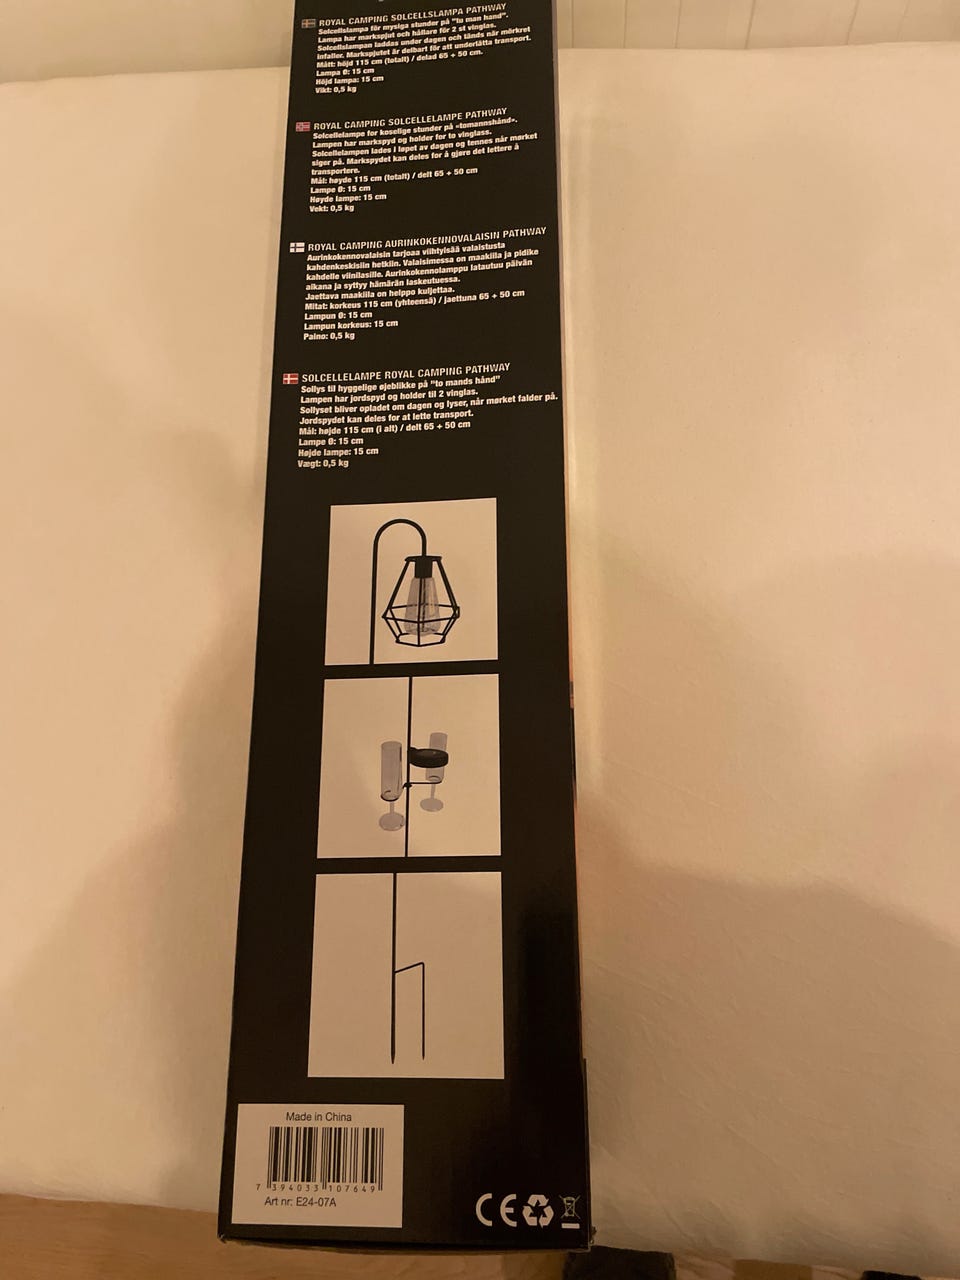 ROYAL CAMPING SOLCELLSLAMPA PATHWAY
Solcellslampa för mysiga stunder på "tu man hand".
Lampa har markspjut och hållare för 2 st vinglas.
Solcellslampan laddas under dagen och tänds när mörkret
infaller. Markspjutet är delbart för att underlätta transport.
Mått: höjd 115 cm (totalt) / delad 65 + 50 cm.
Lampa Ø: 15 cm
Höjd lampa: 15 cm
Vikt: 0,5 kg
ROYAL CAMPING SOLCELLELAMPE PATHWAY
Solcellelampe for koselige stunder på «tomannshånd».
Lampen har markspyd og holder for to vinglass.
Solcellelampen lades i løpet av dagen og tennes når mørket
siger på. Markspydet kan deles for å gjøre det lettere å
transportere.
Mål: høyde 115 cm (totalt) / delt 65 + 50 cm
Lampe Ø: 15 cm
Høyde lampe: 15 cm
Vekt: 0,5 kg
ROYAL CAMPING AURINKOKENNOVALAISIN PATHWAY
Aurinkokennovalaisin tarjoaa viihtyisää valaistusta
kahdenkeskisiin hetkiin. Valaisimessa on maakiila ja pidike
kahdelle viinilasille. Aurinkokennolamppu latautuu päivän
aikana ja syttyy hämärän laskeutuessa.
Jaettava maakiila on helppo kuljettaa.
Mitat: korkeus 115 cm (yhteensä) / jaettuna 65 + 50 cm
Lampun Ø: 15 cm
Lampun korkeus: 15 cm
Paino: 0,5 kg
SOLCELLELAMPE ROYAL CAMPING PATHWAY
Sollys til hyggelige øjeblikke på "to mands hånd"
Lampen har jordspyd og holder til 2 vinglas.
Sollyset bliver opladet om dagen og lyser, når mørket falder på.
Jordspydet kan deles for at lette transport.
Mål: højde 115 cm (i alt) / delt 65 + 50 cm
Lampe Ø: 15 cm
Højde lampe: 15 cm
Vægt: 0,5 kg
Made in China
7 394033 107649
Art nr: E24-07A
CE